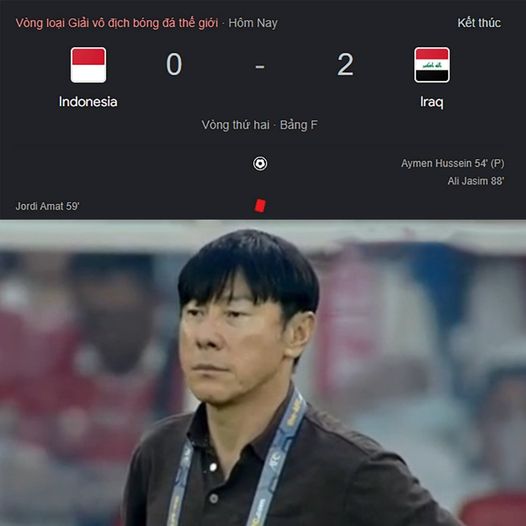 Vòng loại Giải vô địch bóng đá thế giới · Hôm Nay
Kết thúc
0 - 2
Indonesia
Iraq
Vòng thứ hai · Bảng F
Aymen Hussein 54' (P)
Ali Jasim 88'
Jordi Amat 59'